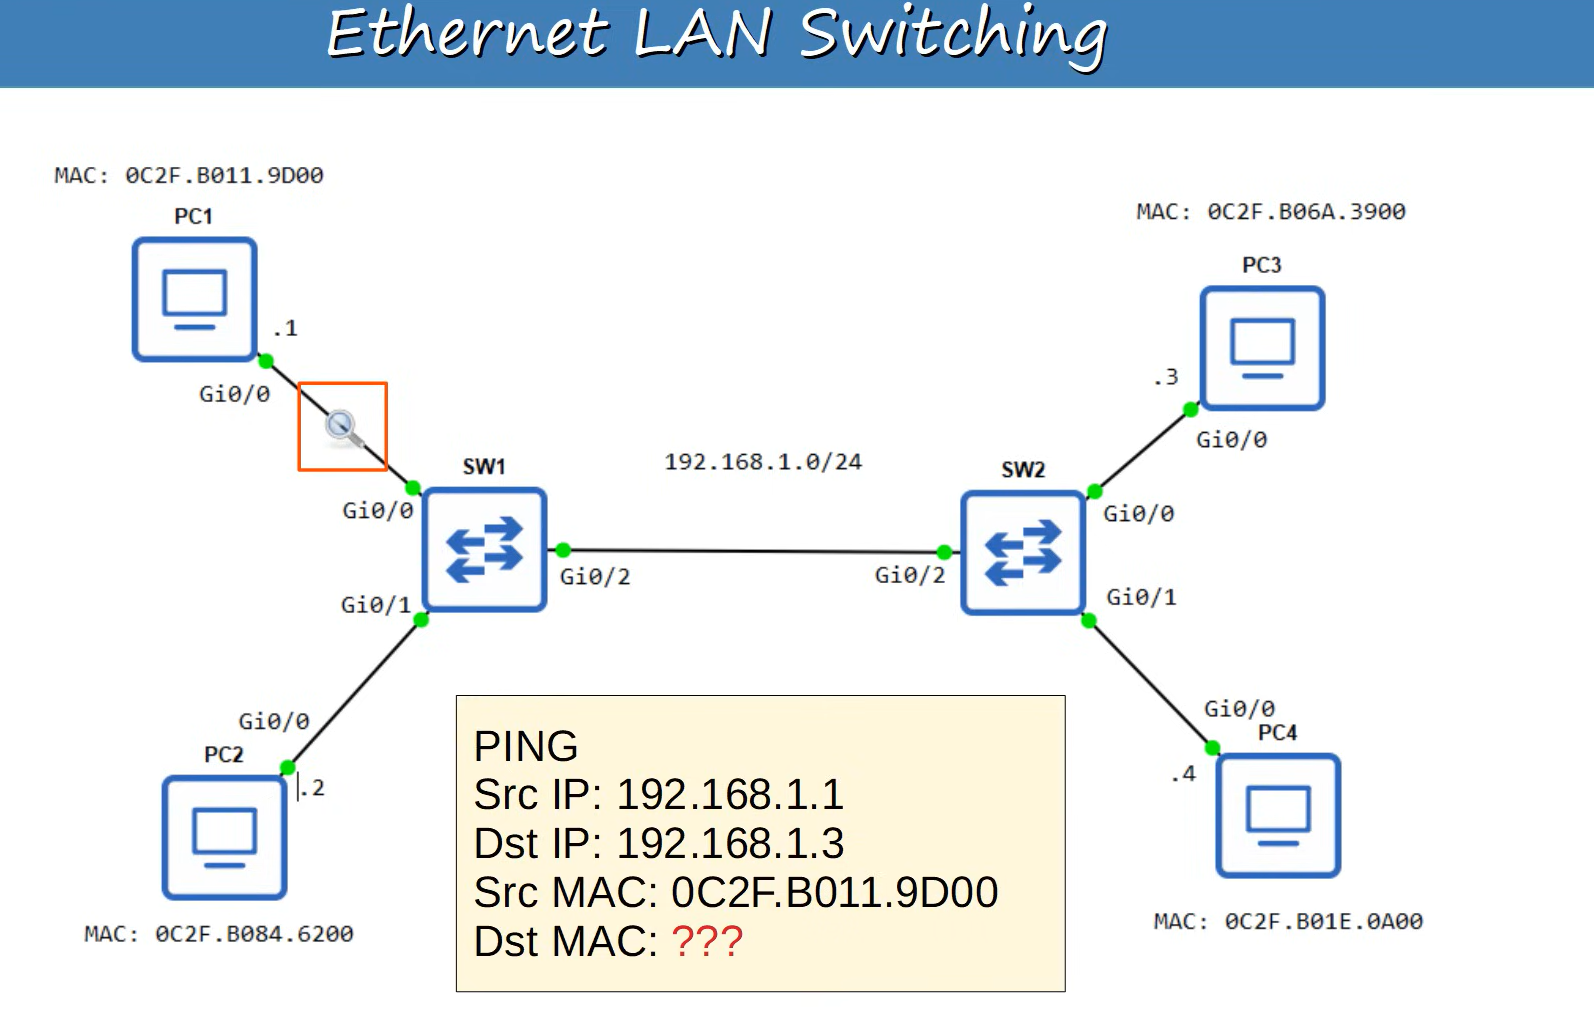 Ethernet LAN Switching
MAC: 0C2F.B011.9D00
PC1
.1
Gi0/0
MAC: 0C2F.B06A.3900
PC3
.3
Gi0/0
SW1
Gi0/0
192.168.1.0/24
SW2
Gi0/0
Gi0/2
Gi0/2
Gi0/1
Gi0/1
Gi0/0
PC2
.2
MAC: 0C2F.B084.6200
Gi0/0
PC4
.4
MAC: 0C2F.B01E.0A00
PING
Src IP: 192.168.1.1
Dst IP: 192.168.1.3
Src MAC: 0C2F.B011.9D00
Dst MAC: ???